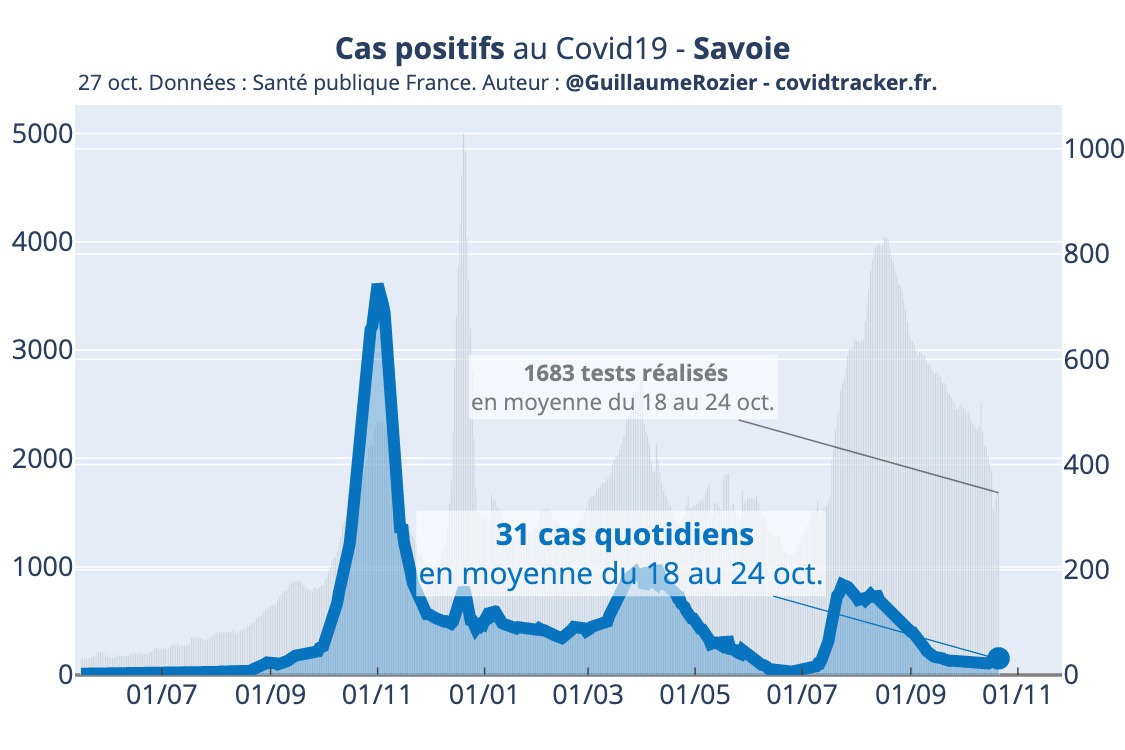 Cas positifs au Covid19 - Savoie
27 oct. Données : Santé publique France. Auteur : @GuillaumeRozier - covidtracker.fr.
5000
4000
3000
2000
1000
0
1000
800
600
400
200
0
1683 tests réalisés
en moyenne du 18 au 24 oct.
31 cas quotidiens
en moyenne du 18 au 24 oct.
01/07 01/09 01/11 01/01 01/03 01/05 01/07 01/09 01/11